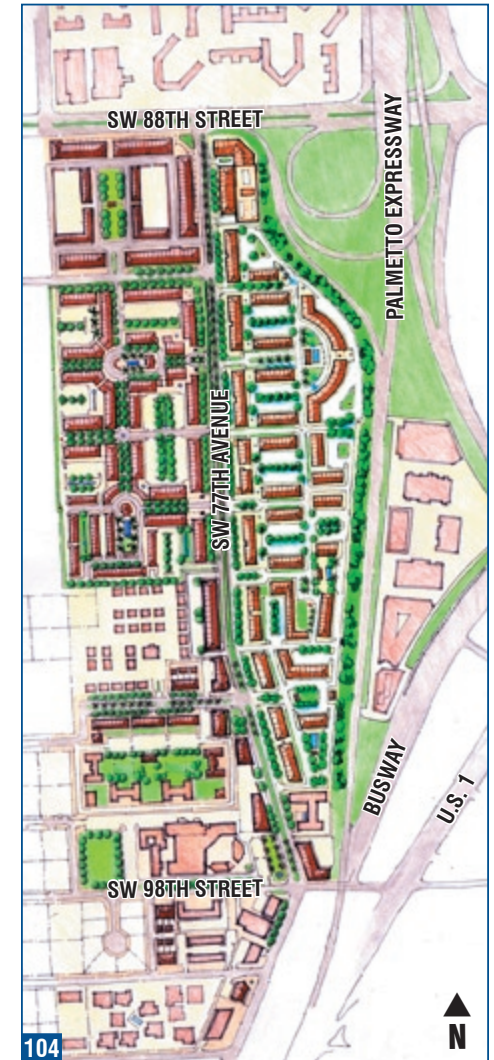 SW 88TH STREET
PALMETTO EXPRESSWAY
SW 77TH AVENUE
BUSWAY
U.S. 1
SW 98TH STREET
N
104